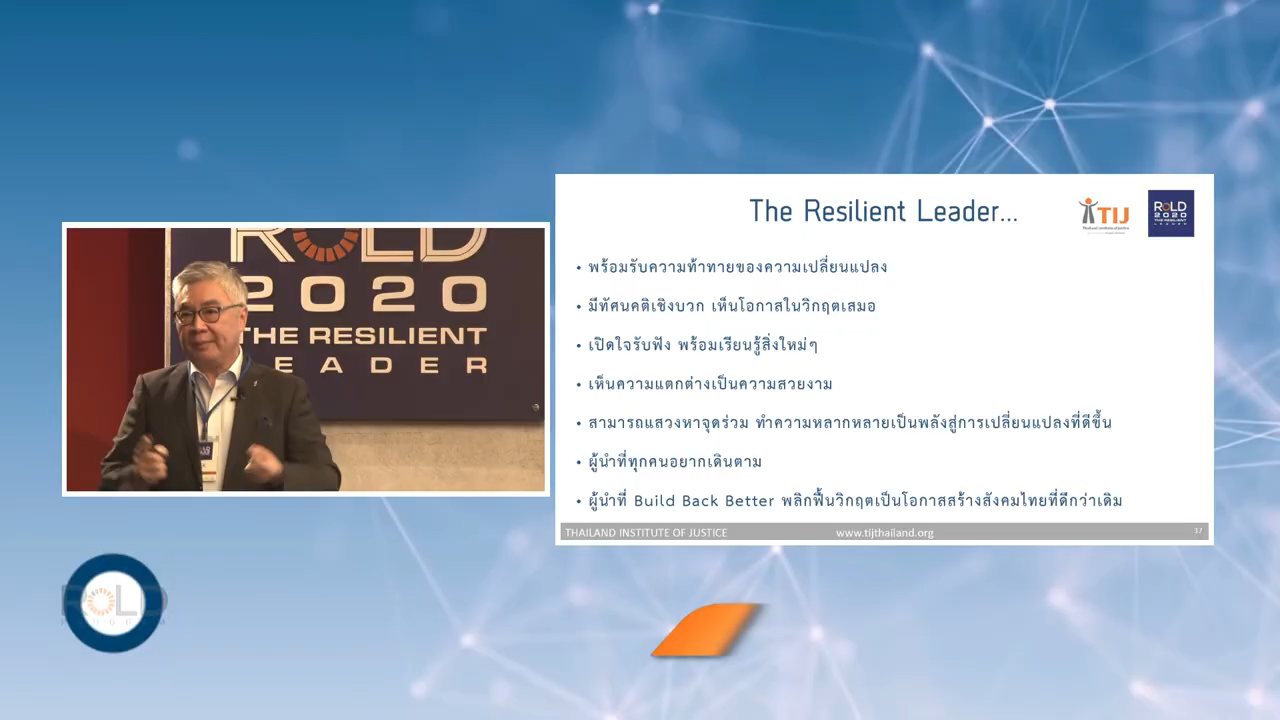 ROLD
2020
THE RESILIENT
LEADER
The Resilient Leader...
TIJ
Thailand Institute of Justice
ROLD
2020
THE RESILIENT
LEADER
• พร้อมรับความท้าทายของความเปลี่ยนแปลง
• มีทัศนคติเชิงบวก เห็นโอกาสในวิกฤตเสมอ
• เปิดใจรับฟัง พร้อมเรียนรู้สิ่งใหม่ๆ
• เห็นความแตกต่างเป็นความสวยงาม
• สามารถแสวงหาจุดร่วม ทำความหลากหลายเป็นพลังสู่การเปลี่ยนแปลงที่ดีขึ้น
• ผู้นำที่ทุกคนอยากเดินตาม
• ผู้นำที่ Build Back Better พลิกฟื้นวิกฤตเป็นโอกาสสร้างสังคมไทยที่ดีกว่าเดิม
THAILAND INSTITUTE OF JUSTICE www.tijthailand.org 37
ROLD